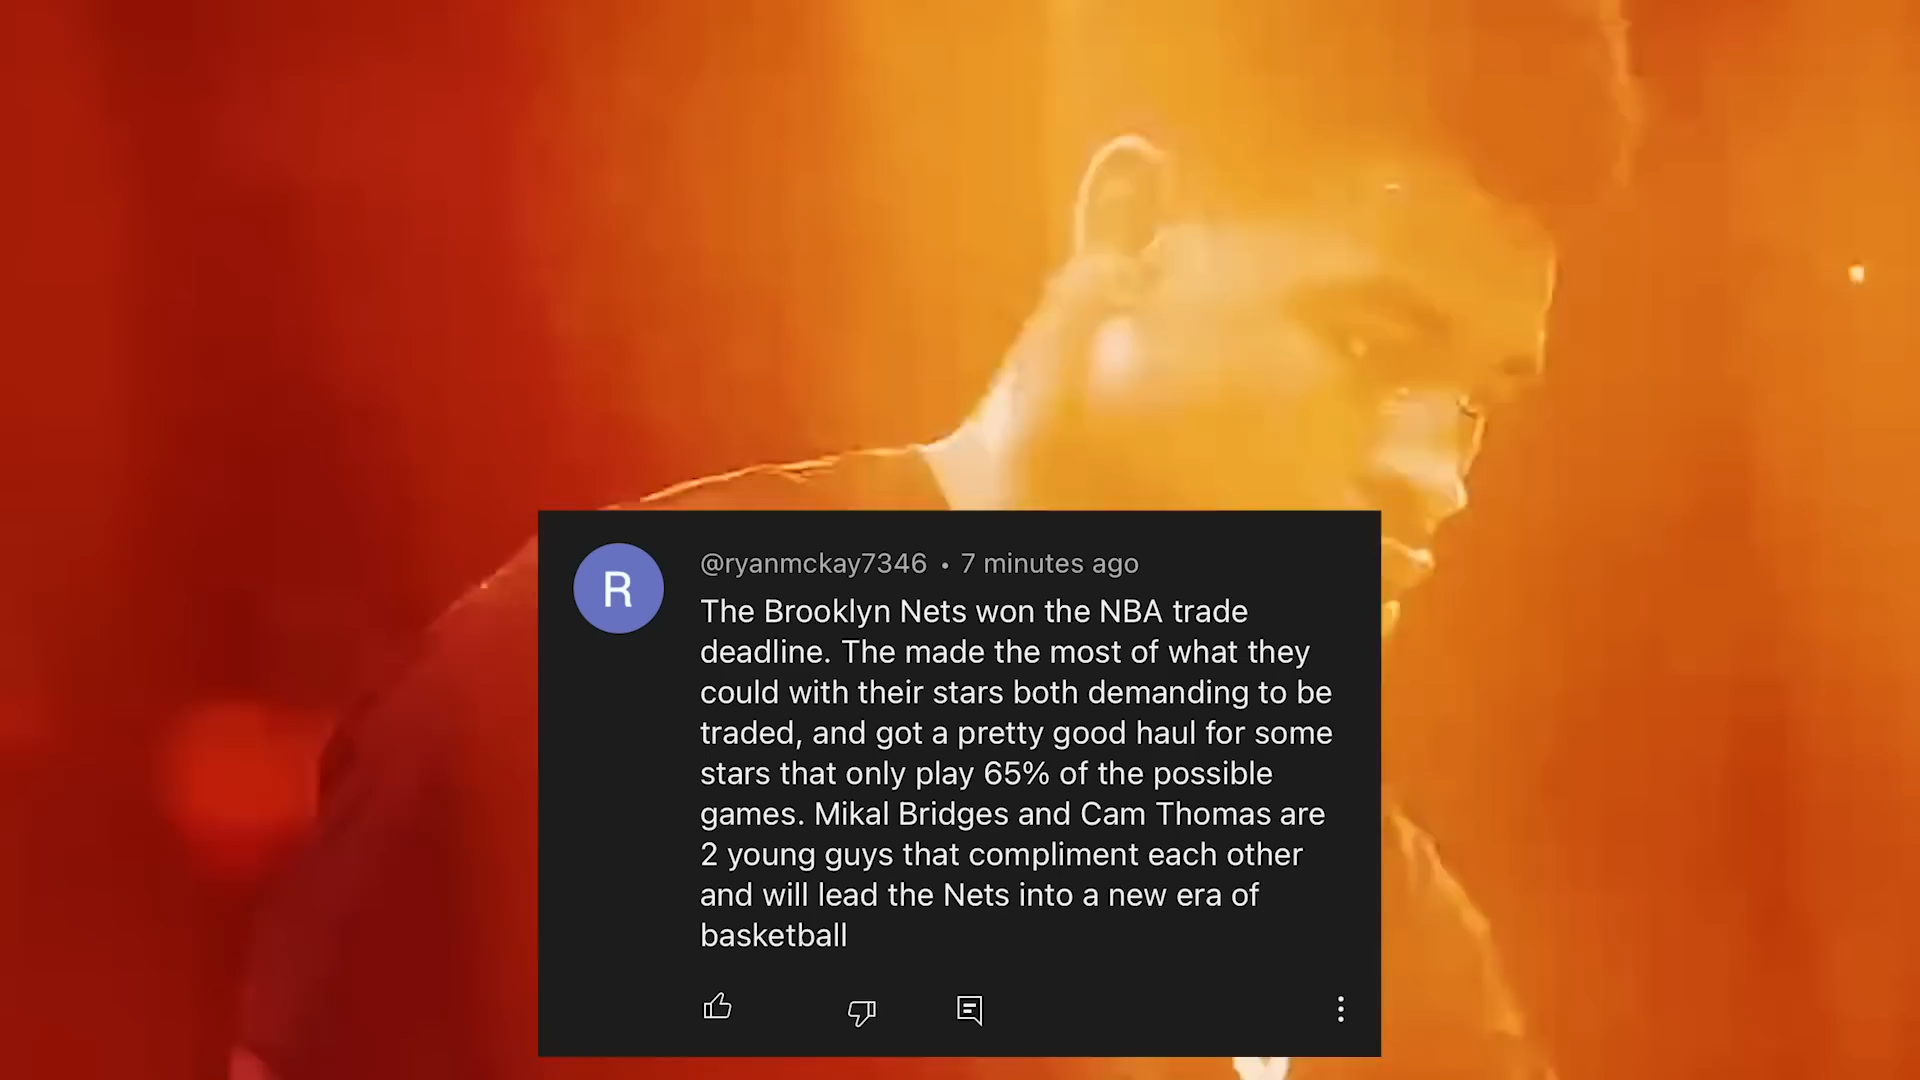 R
@ryanmckay7346 • 7 minutes ago
The Brooklyn Nets won the NBA trade
deadline. The made the most of what they
could with their stars both demanding to be
traded, and got a pretty good haul for some
stars that only play 65% of the possible
games. Mikal Bridges and Cam Thomas are
2 young guys that compliment each other
and will lead the Nets into a new era of
basketball